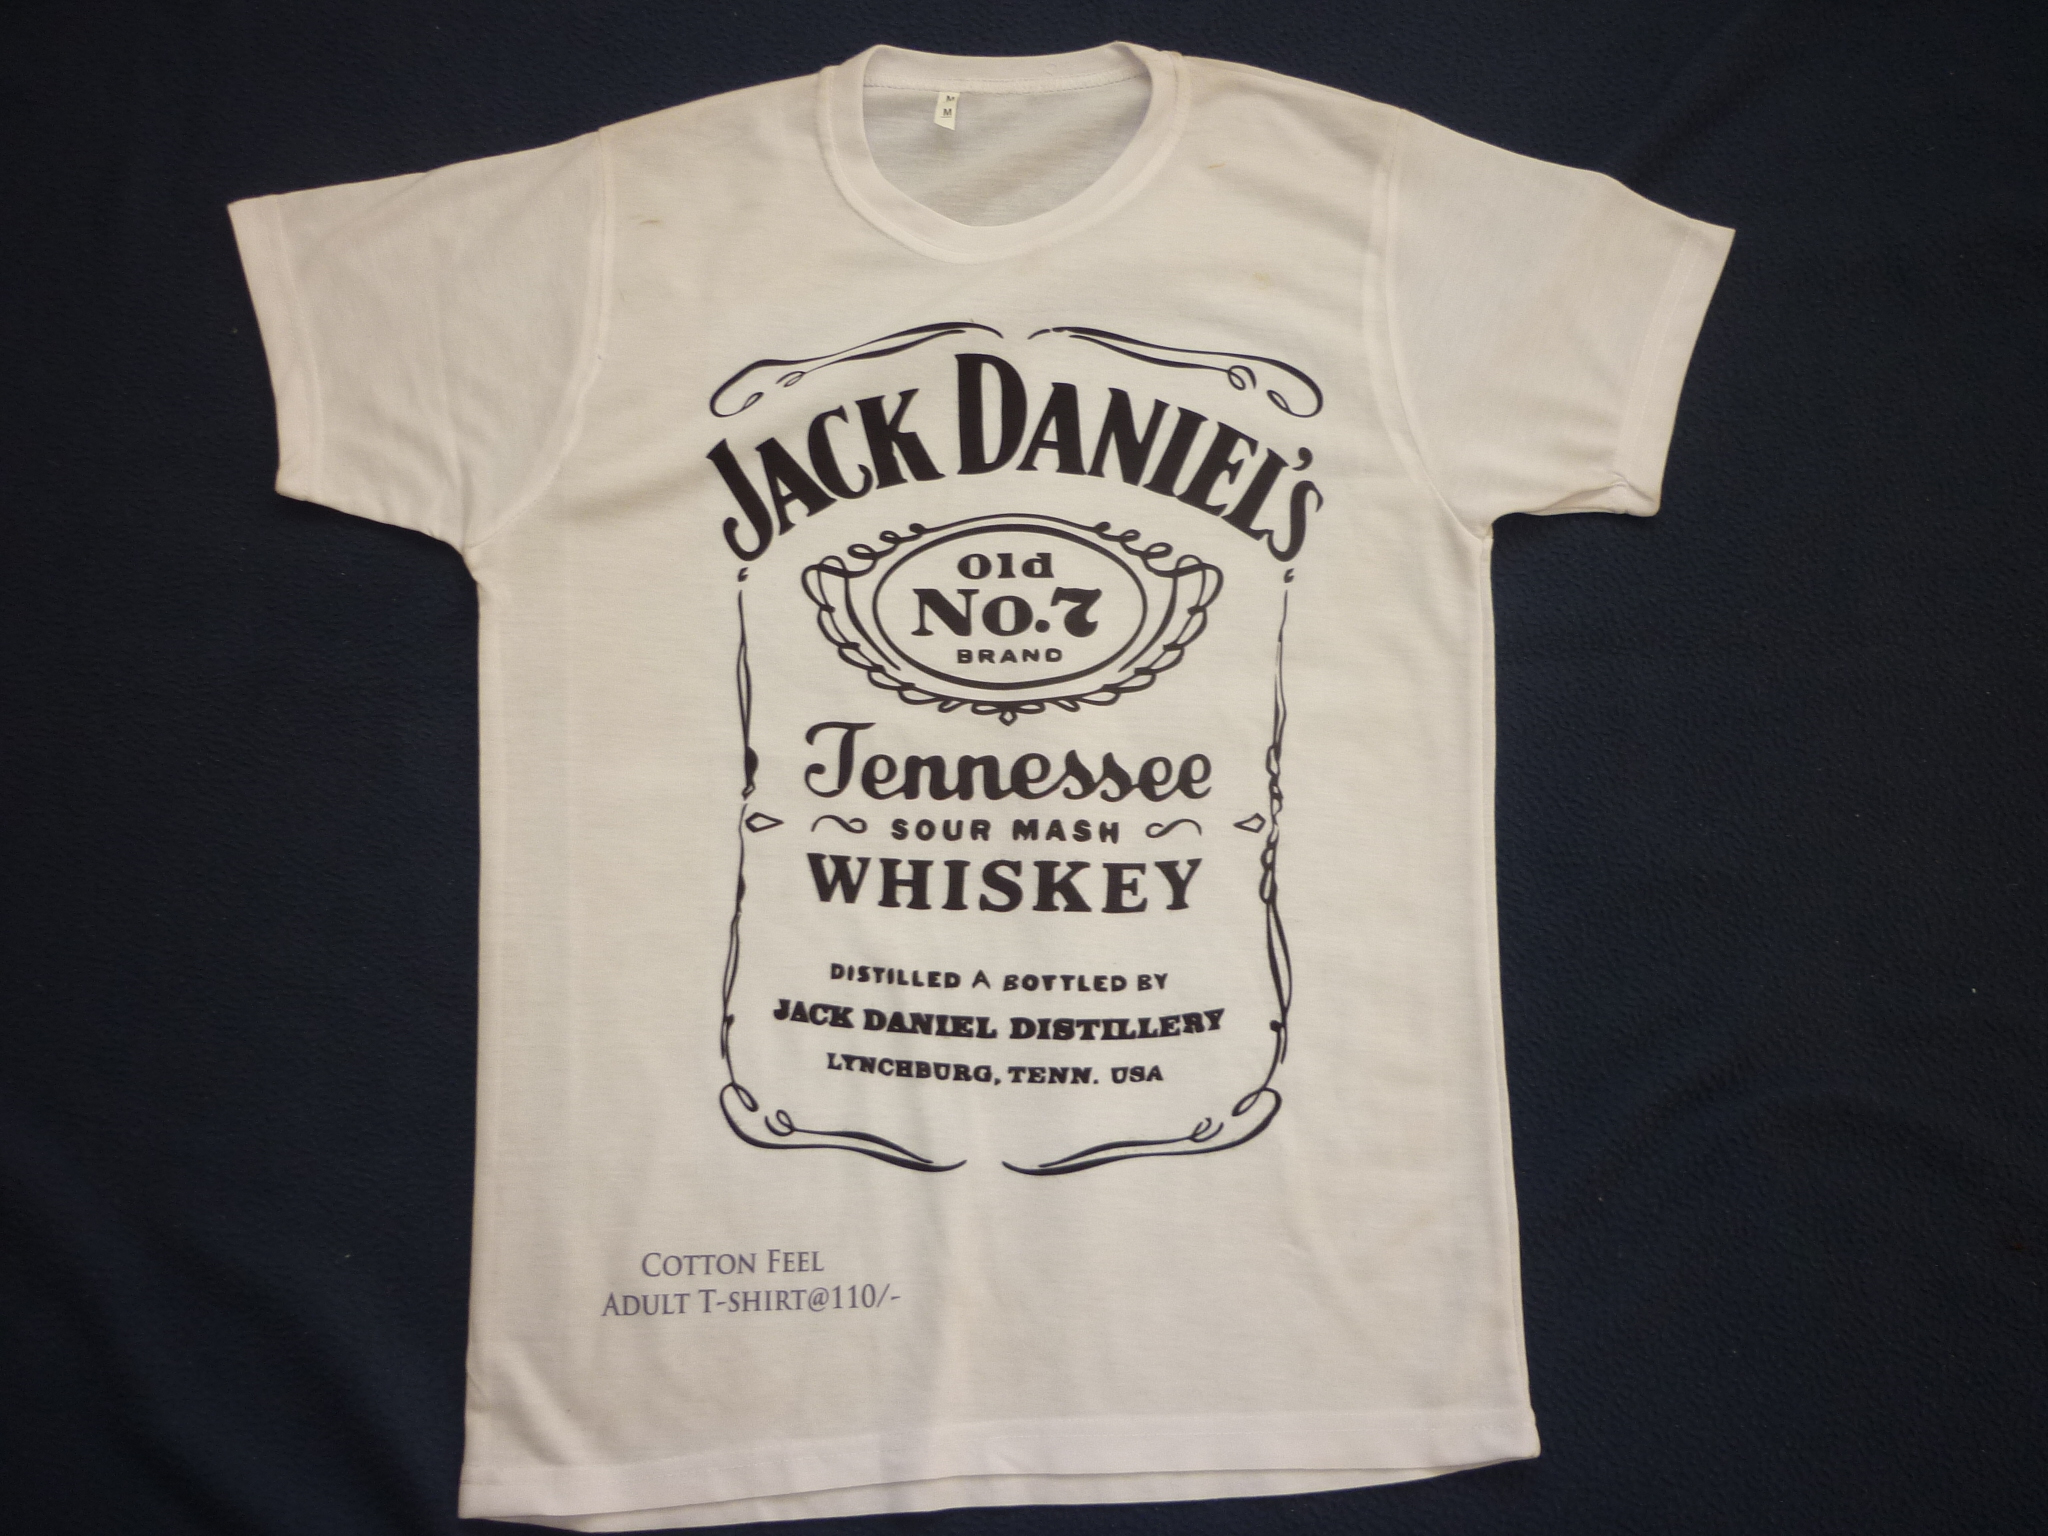 M
M
JACK DANIEL'S
Old
No.7
BRAND
Tennessee
SOUR MASH
WHISKEY
DISTILLED A BOTTLED BY
JACK DANIEL DISTILLERY
LYNCHBURG, TENN. USA
COTTON FEEL
ADULT T-SHIRT@110/-